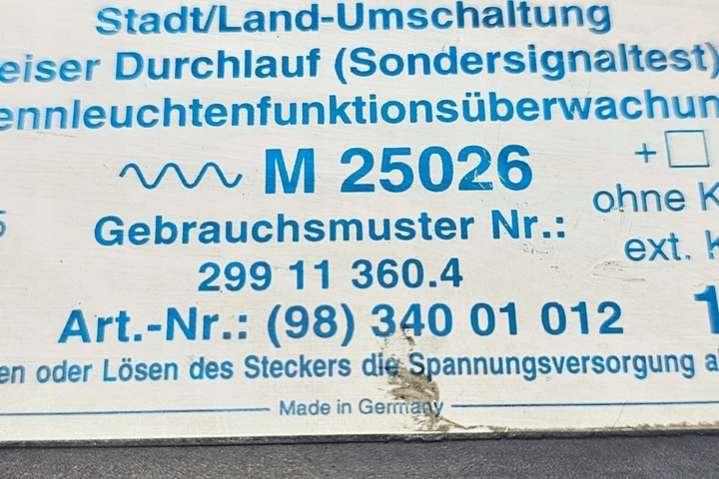 Stadt/Land-Umschaltung
eiser Durchlauf (Sondersignaltest)
ennleuchtenfunktionsüberwachun
M 25026
+
ohne K
Gebrauchsmuster Nr.:
ext. k
299 11 360.4
Art.-Nr.: (98) 340 01 012
en oder Lösen des Steckers die Spannungsversorgung a
Made in Germany